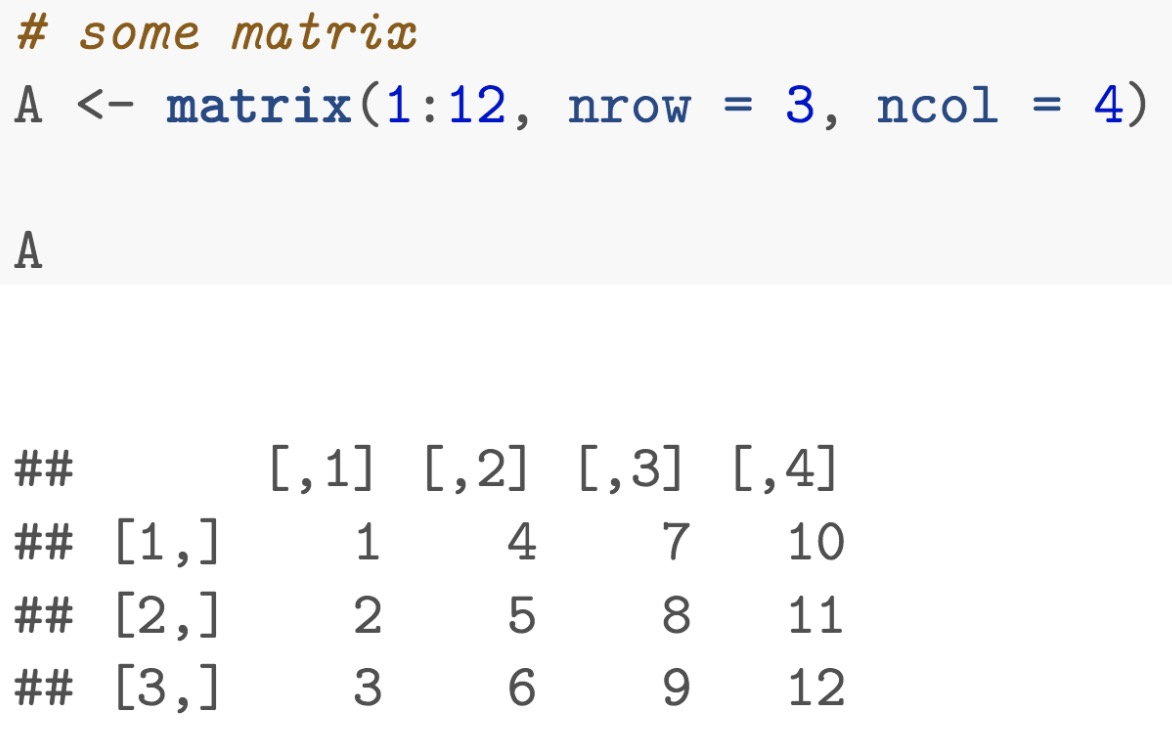 # some matrix
A <- matrix(1:12, nrow = 3, ncol = 4)
A
##      [,1] [,2] [,3] [,4]
## [1,]    1    4    7   10
## [2,]    2    5    8   11
## [3,]    3    6    9   12